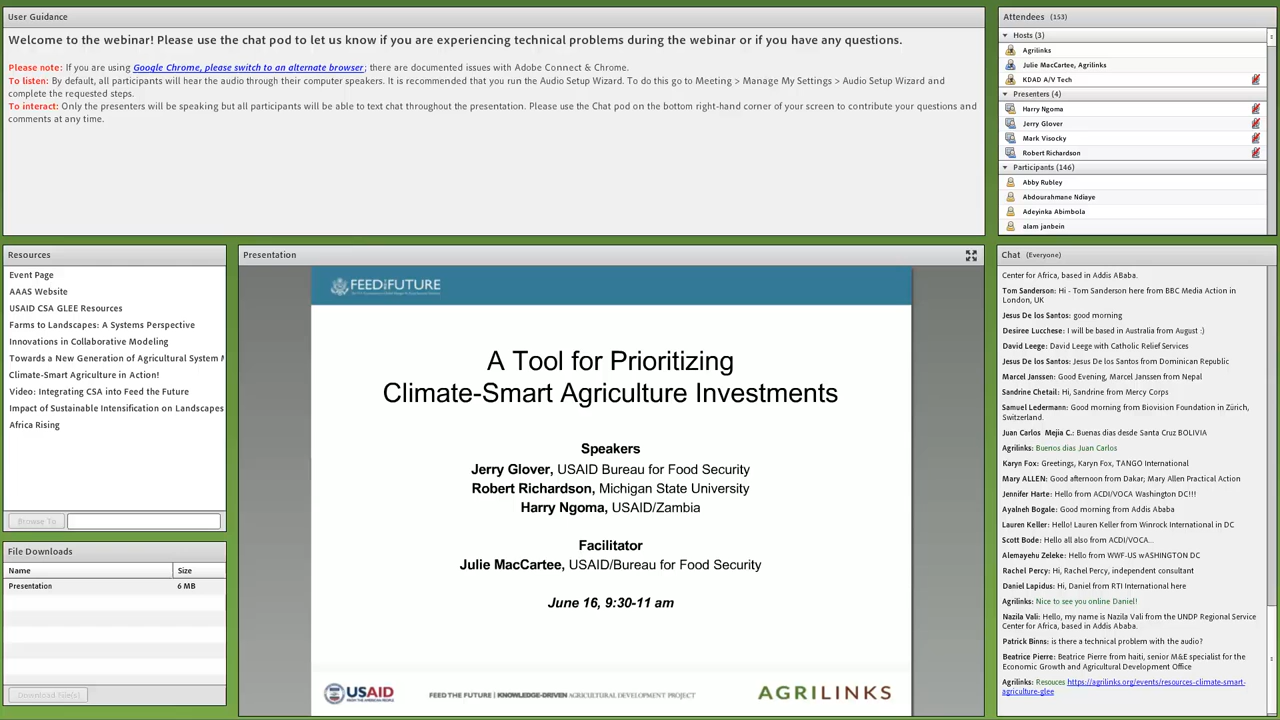 User Guidance
Welcome to the webinar! Please use the chat pod to let us know if you are experiencing technical problems during the webinar or if you have any questions.
Please note: If you are using Google Chrome, please switch to an alternate browser; there are documented issues with Adobe Connect & Chrome.
To listen: By default, all participants will hear the audio through their computer speakers. It is recommended that you run the Audio Setup Wizard. To do this go to Meeting > Manage My Settings > Audio Setup Wizard and
complete the requested steps.
To interact: Only the presenters will be speaking but all participants will be able to text chat throughout the presentation. Please use the Chat pod on the bottom right-hand corner of your screen to contribute your questions and
comments at any time.
Attendees (153)
Hosts (3)
Agrilinks
Julie MacCartee, Agrilinks
KDAD A/V Tech
Presenters (4)
Harry Ngoma
Jerry Glover
Mark Visocky
Robert Richardson
Participants (146)
Abby Rubley
Abdourahmane Ndiaye
Adeyinka Abimbola
alam janbein
Resources
Event Page
AAAS Website
USAID CSA GLEE Resources
Farms to Landscapes: A Systems Perspective
Innovations in Collaborative Modeling
Towards a New Generation of Agricultural System M
Climate-Smart Agriculture in Action!
Video: Integrating CSA into Feed the Future
Impact of Sustainable Intensification on Landscapes
Africa Rising
Browse To
File Downloads
Name Size
Presentation 6 MB
Download File(s)
Presentation
FEED THE FUTURE
A Tool for Prioritizing
Climate-Smart Agriculture Investments
Speakers
Jerry Glover, USAID Bureau for Food Security
Robert Richardson, Michigan State University
Harry Ngoma, USAID/Zambia
Facilitator
Julie MacCartee, USAID/Bureau for Food Security
June 16, 9:30-11 am
USAID
FROM THE AMERICAN PEOPLE
FEED THE FUTURE | KNOWLEDGE-DRIVEN AGRICULTURAL DEVELOPMENT PROJECT
AGRILINKS
Chat (Everyone)
Center for Africa, based in Addis ABaba.
Tom Sanderson: Hi - Tom Sanderson here from BBC Media Action in
London, UK
Jesus De los Santos: good morning
Desiree Lucchese: I will be based in Australia from August :)
David Leege: David Leege with Catholic Relief Services
Jesus De los Santos: Jesus De los Santos from Dominican Republic
Marcel Janssen: Good Evening, Marcel Janssen from Nepal
Sandrine Chetail: Hi, Sandrine from Mercy Corps
Samuel Ledermann: Good morning from Biovision Foundation in Zürich,
Switzerland.
Juan Carlos Mejia C.: Buenas dias desde Santa Cruz BOLIVIA
Agrilinks: Buenos dias Juan Carlos
Karyn Fox: Greetings, Karyn Fox, TANGO International
Mary ALLEN: Good afternoon from Dakar; Mary Allen Practical Action
Jennifer Harte: Hello from ACDI/VOCA Washington DC!!!
Ayalneh Bogale: Good morning from Addis Ababa
Lauren Keller: Hello! Lauren Keller from Winrock International in DC
Scott Bode: Hello all also from ACDI/VOCA...
Alemayehu Zeleke: Hello from WWF-US wASHINGTON DC
Rachel Percy: Hi, Rachel Percy, independent consultant
Daniel Lapidus: Hi, Daniel from RTI International here
Agrilinks: Nice to see you online Daniel!
Nazila Vali: Hello, my name is Nazila Vali from the UNDP Regional Service
Center for Africa, based in Addis ABaba.
Patrick Binns: is there a technical problem with the audio?
Beatrice Pierre: Beatrice Pierre from haiti, senior M&E specialist for the
Economic Growth and Agricultural Development Office
Agrilinks: Resouces https://agrilinks.org/events/resources-climate-smart-
agriculture-glee